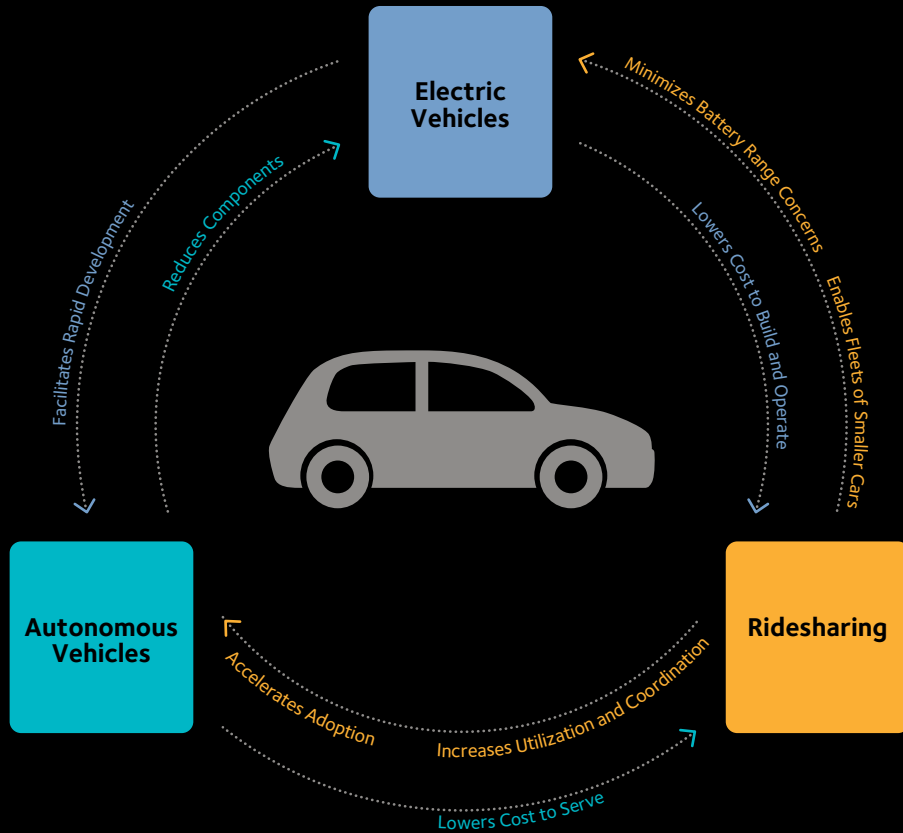 Electric
Vehicles
Minimizes Battery Range Concerns
Enables Fleets of Smaller Cars
Lowers Cost to Build and Operate
Reduces Components
Facilitates Rapid Development
Autonomous
Vehicles
Ridesharing
Accelerates Adoption
Increases Utilization and Coordination
Lowers Cost to Serve